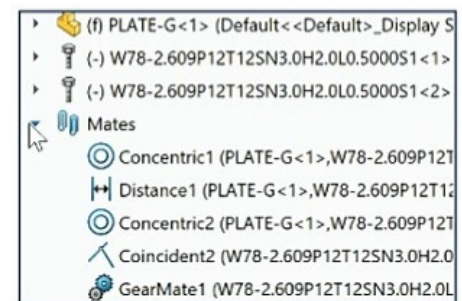 (f) PLATE-G<1> (Default<<Default>_Display S
(-) W78-2.609P12T12SN3.0H2.0L0.5000S1<1>
(-) W78-2.609P12T12SN3.0H2.0L0.5000S1<2>
Mates
Concentric1 (PLATE-G<1>,W78-2.609P12T
Distance1 (PLATE-G<1>,W78-2.609P12T12
Concentric2 (PLATE-G<1>,W78-2.609P12T
Coincident2 (W78-2.609P12T12SN3.0H2.0
GearMate1 (W78-2.609P12T12SN3.0H2.0L